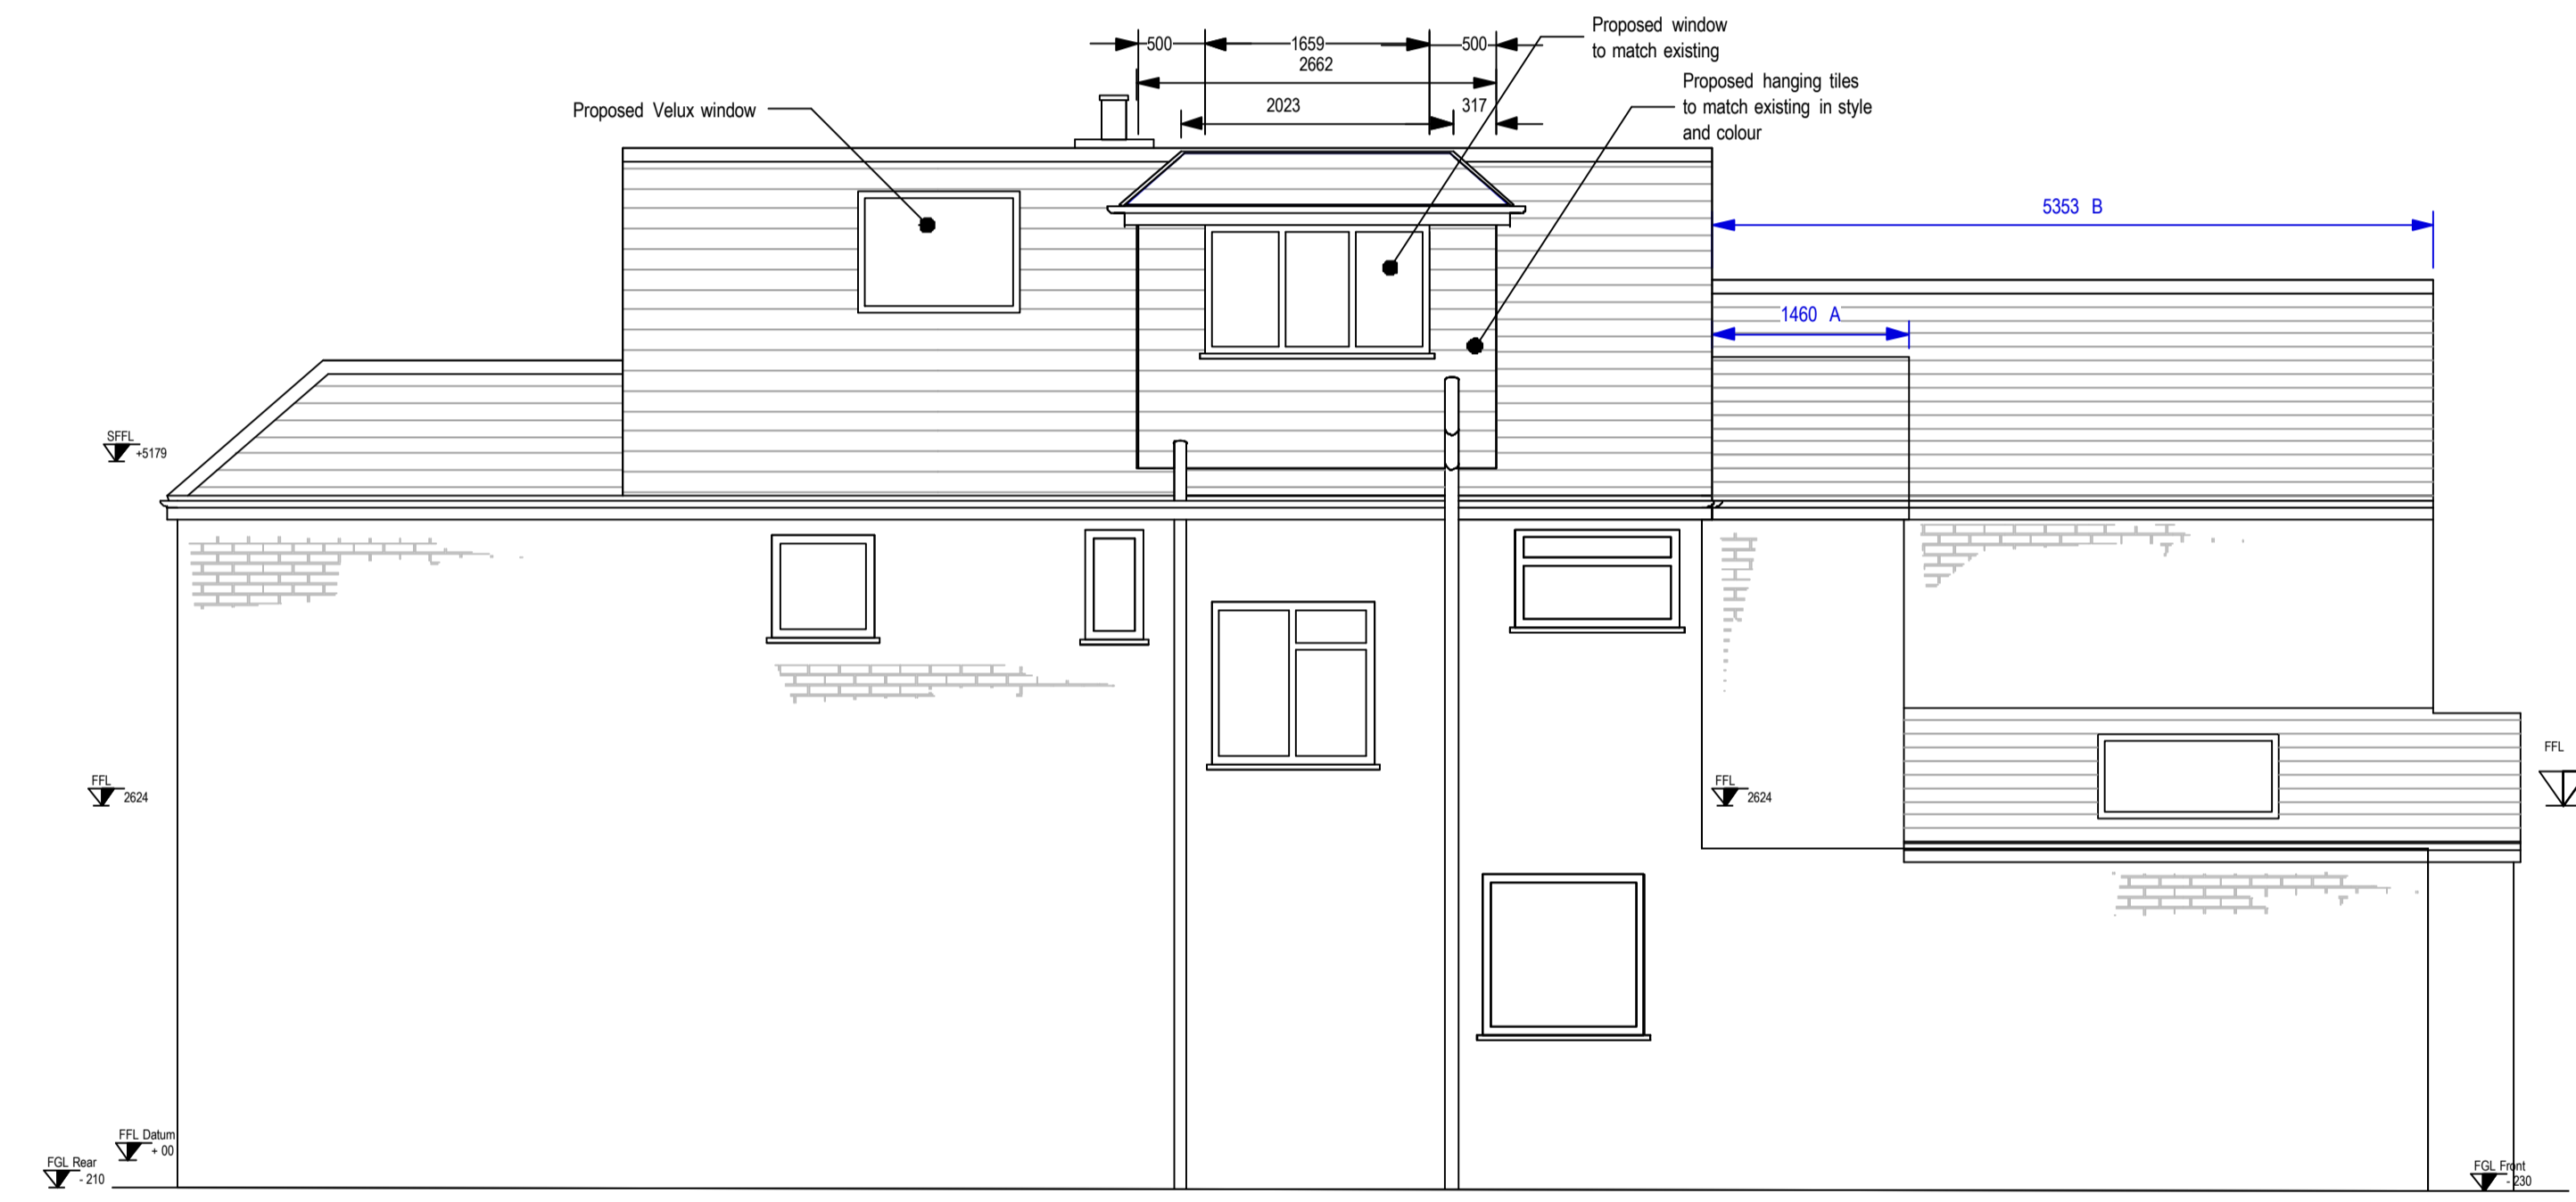 Proposed window
to match existing
500
1659
500
2662
Proposed hanging tiles
to match existing in style
and colour
Proposed Velux window
2023
317
5353 B
1460 A
SFFL
+5179
FFL
FFL
2624
FFL
2624
FFL Datum
+ 00
FGL Rear
- 210
FGL Front
- 230